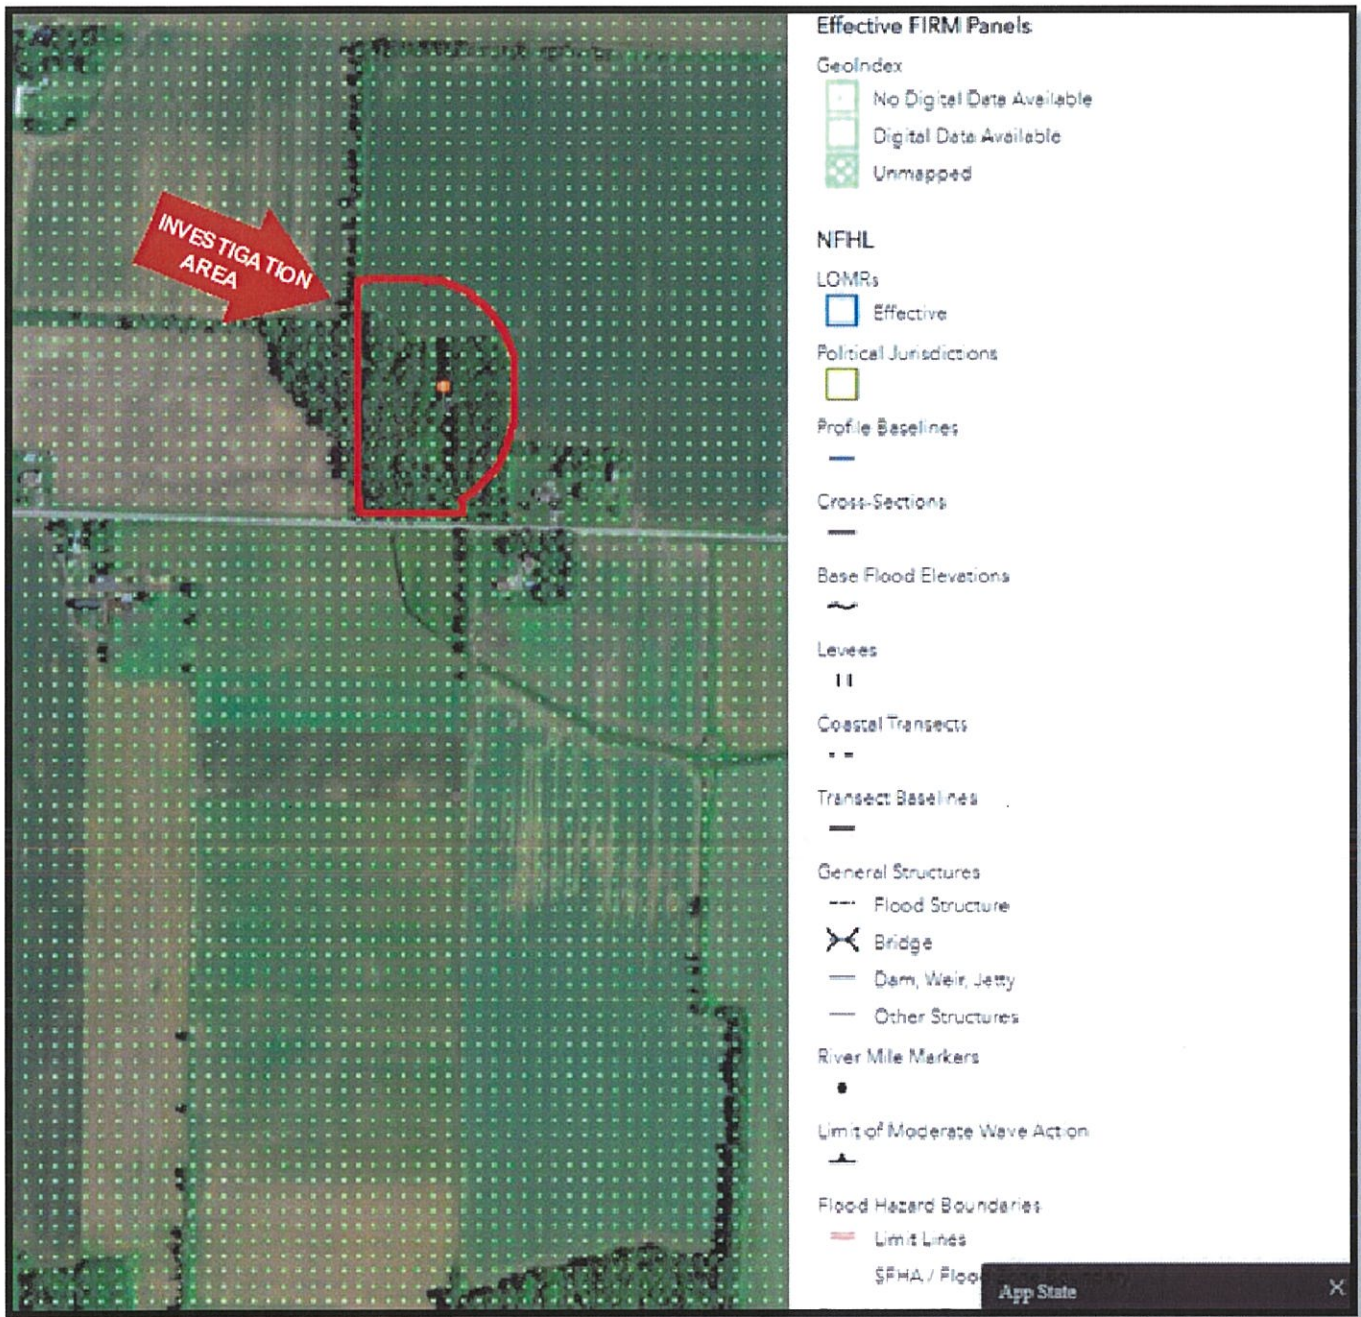 INVESTIGATION
AREA
Effective FIRM Panels
GeoIndex
No Digital Data Available
Digital Data Available
Unmapped
NFHL
LOMRs
Effective
Political Jurisdictions
Profile Baselines
Cross-Sections
Base Flood Elevations
Levees
Coastal Transects
Transect Baselines
General Structures
Flood Structure
Bridge
Dam, Weir, Jetty
Other Structures
River Mile Markers
Limit of Moderate Wave Action
Flood Hazard Boundaries
Limit Lines
SFHA / Floo
App State